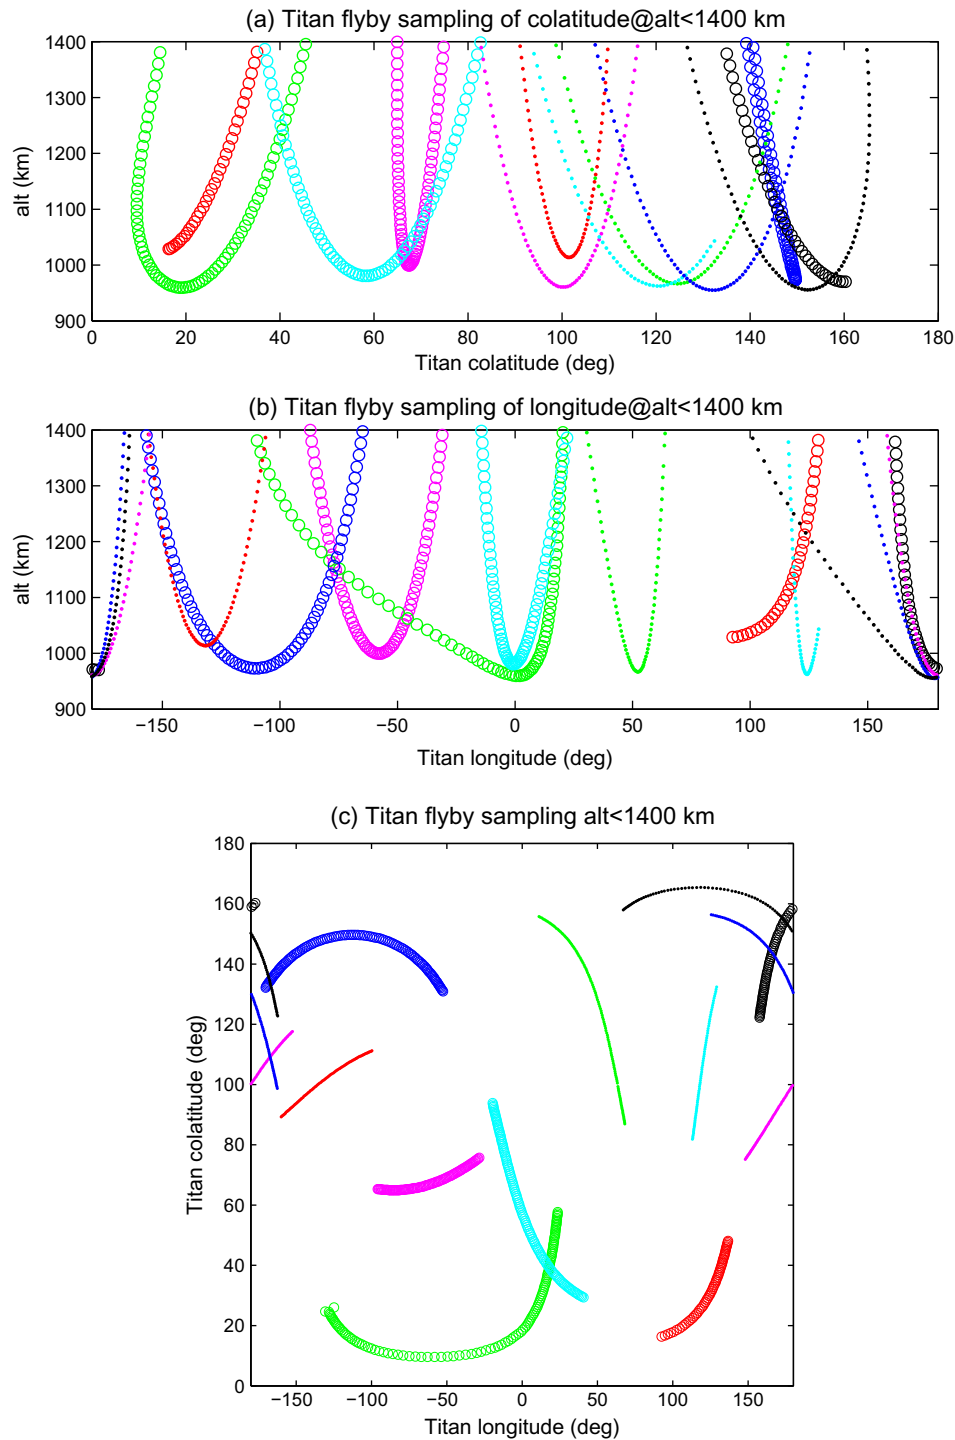 (a) Titan flyby sampling of colatitude@alt<1400 km
1400
1300
1200
1100
1000
900
alt (km)
0 20 40 60 80 100 120 140 160 180
Titan colatitude (deg)
(b) Titan flyby sampling of longitude@alt<1400 km
1400
1300
1200
1100
1000
900
alt (km)
−150 −100 −50 0 50 100 150
Titan longitude (deg)
(c) Titan flyby sampling alt<1400 km
180
160
140
120
100
80
60
40
20
0
Titan colatitude (deg)
−150 −100 −50 0 50 100 150
Titan longitude (deg)